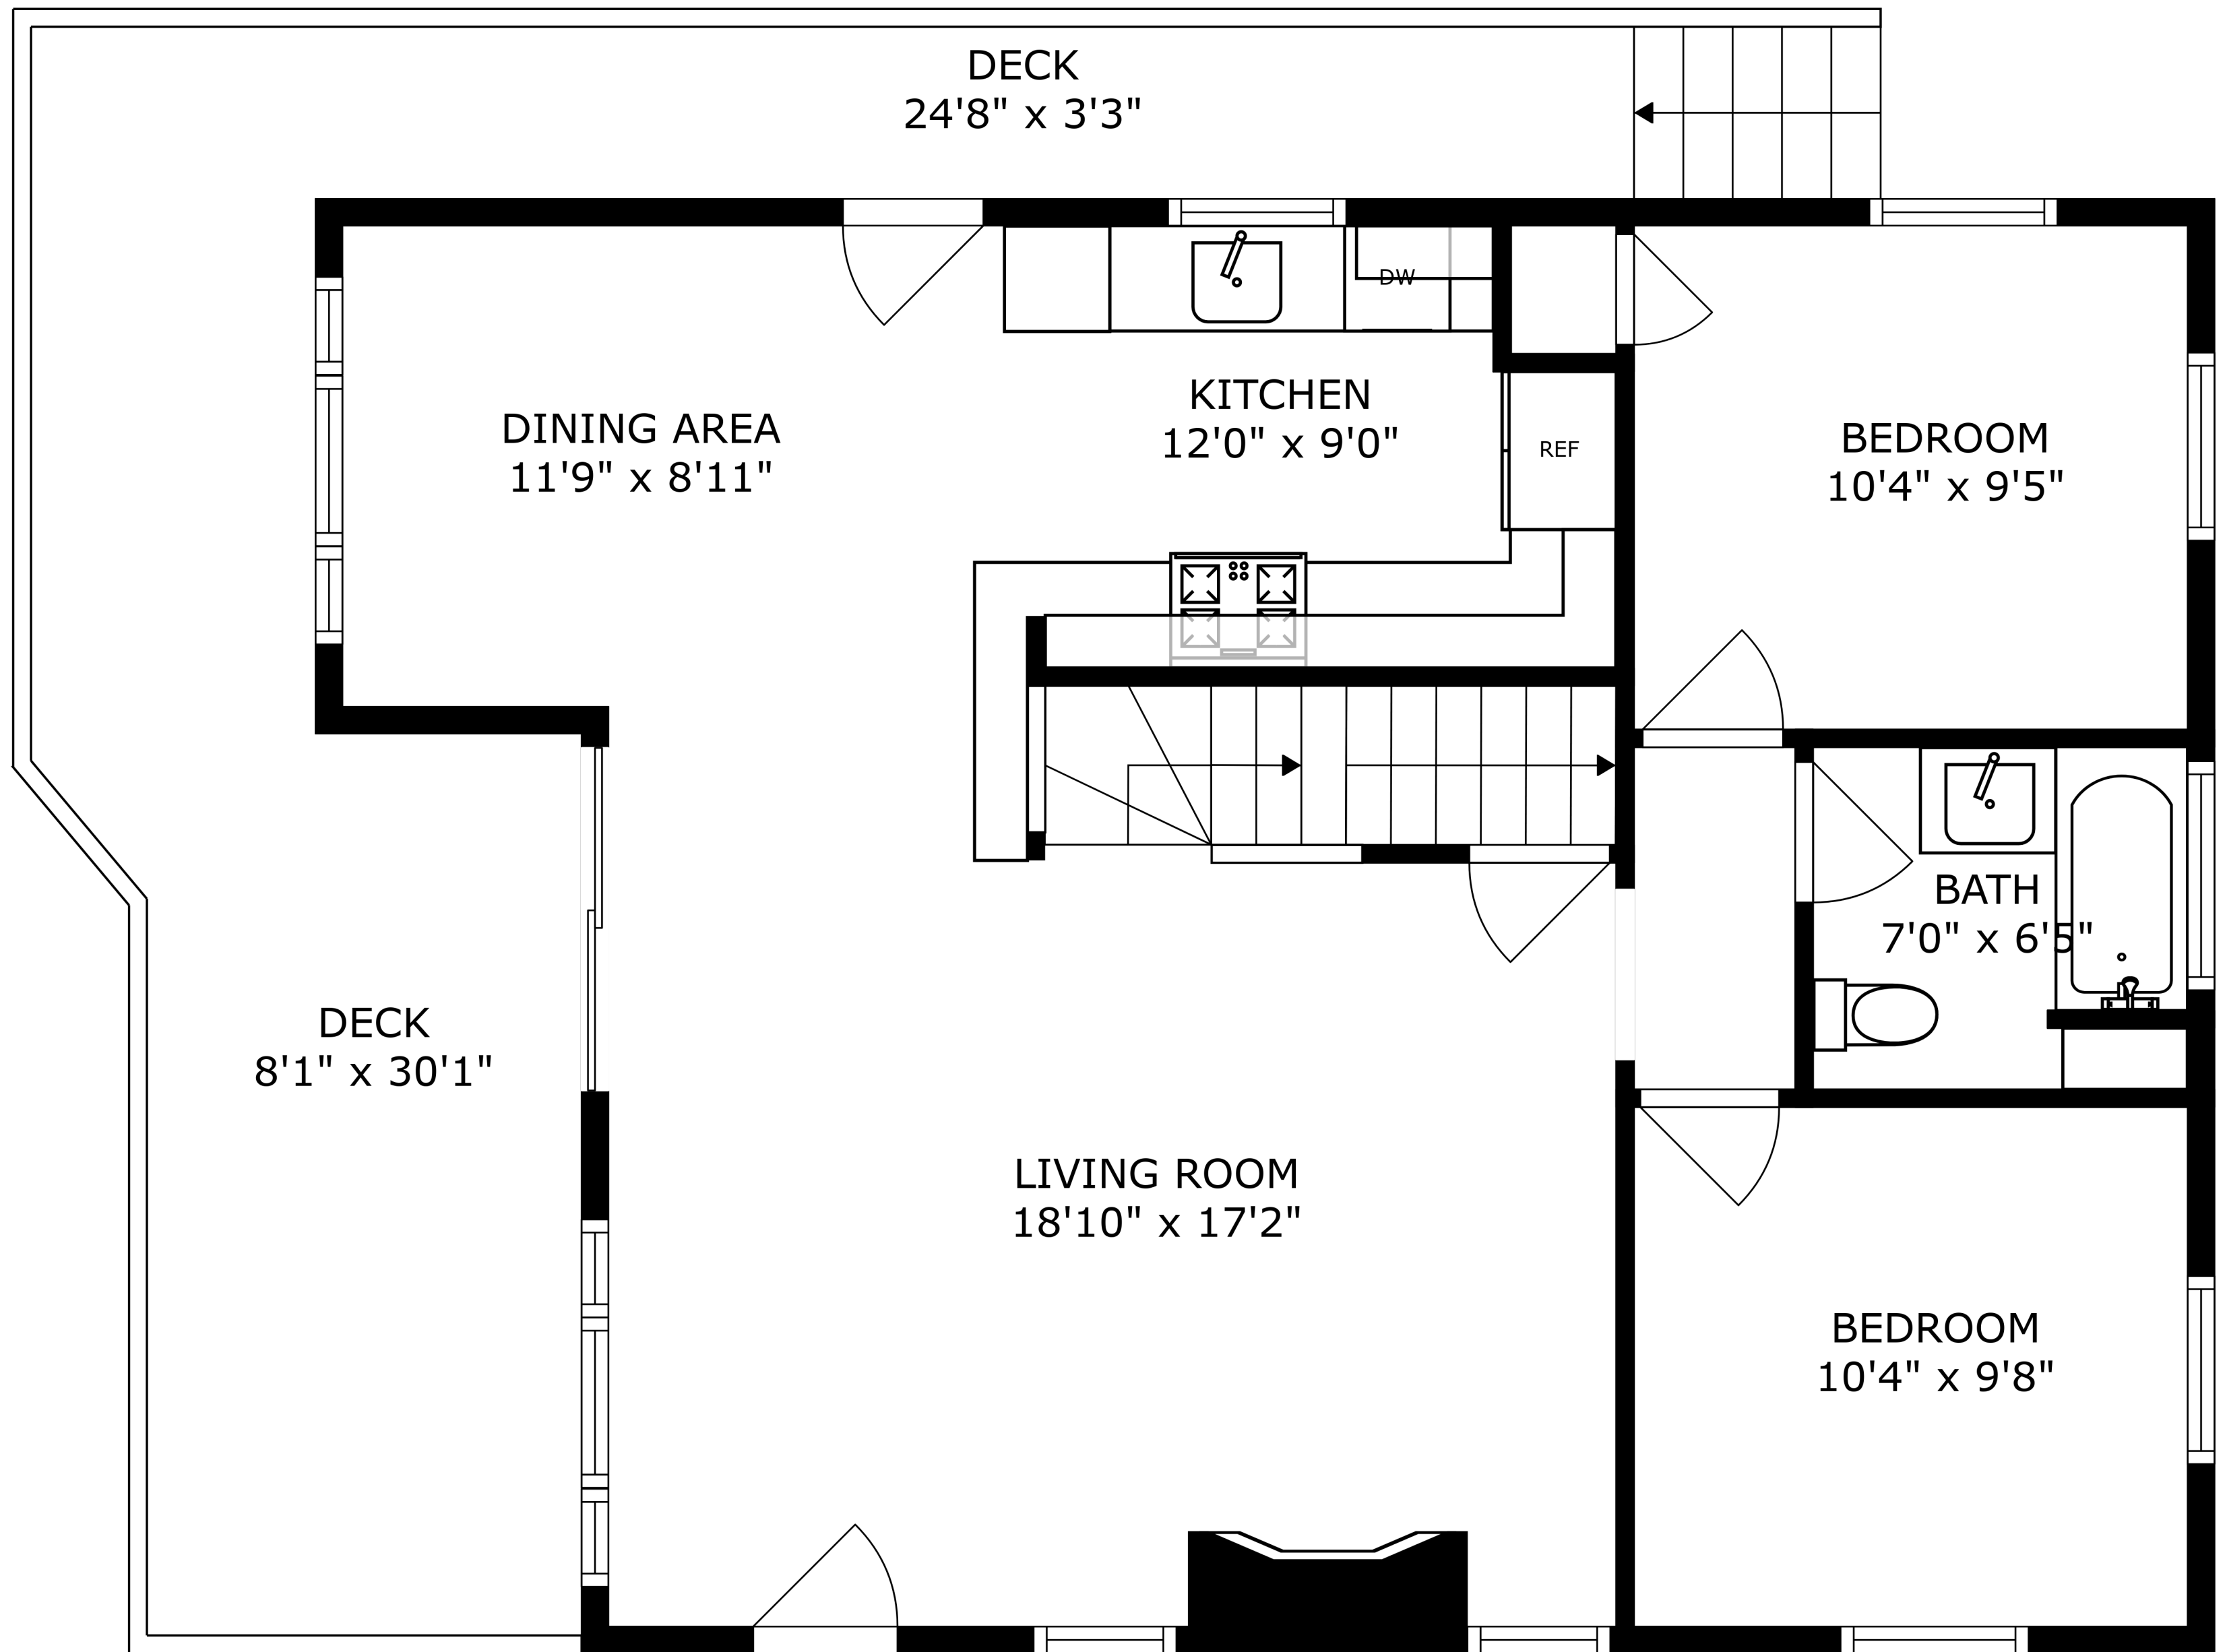 DECK
24'8" x 3'3"
DW
KITCHEN
12'0" x 9'0"
DINING AREA
11'9" x 8'11"
REF
BEDROOM
10'4" x 9'5"
BATH
7'0" x 6'5"
DECK
8'1" x 30'1"
LIVING ROOM
18'10" x 17'2"
BEDROOM
10'4" x 9'8"